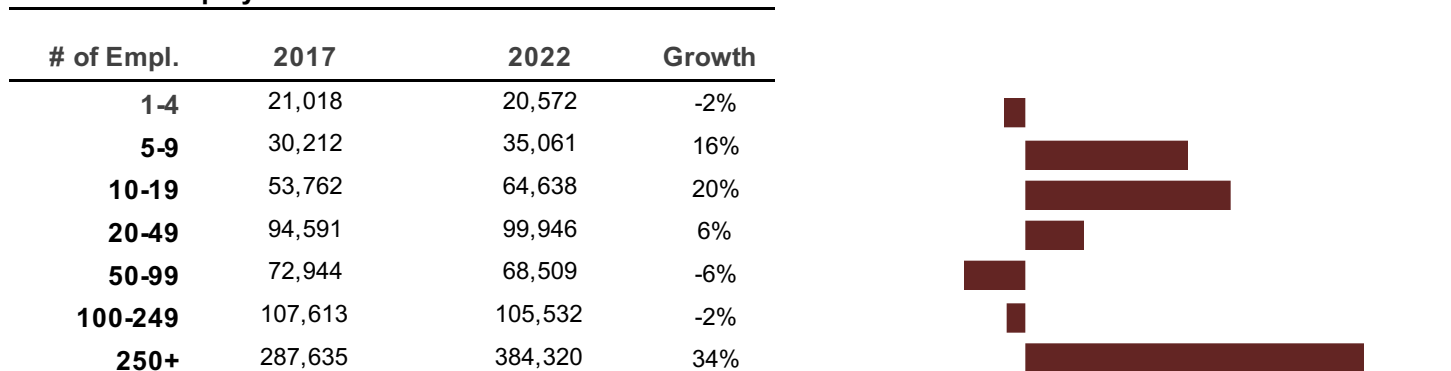 # of Empl. 2017 2022 Growth
1-4 21,018 20,572 -2%
5-9 30,212 35,061 16%
10-19 53,762 64,638 20%
20-49 94,591 99,946 6%
50-99 72,944 68,509 -6%
100-249 107,613 105,532 -2%
250+ 287,635 384,320 34%